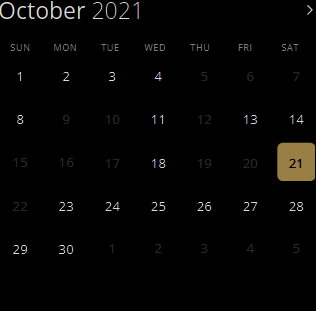 October 2021 >
SUN MON TUE WED THU FRI SAT
1 2 3 4 5 6 7
8 9 10 11 12 13 14
15 16 17 18 19 20 21
22 23 24 25 26 27 28
29 30 1 2 3 4 5